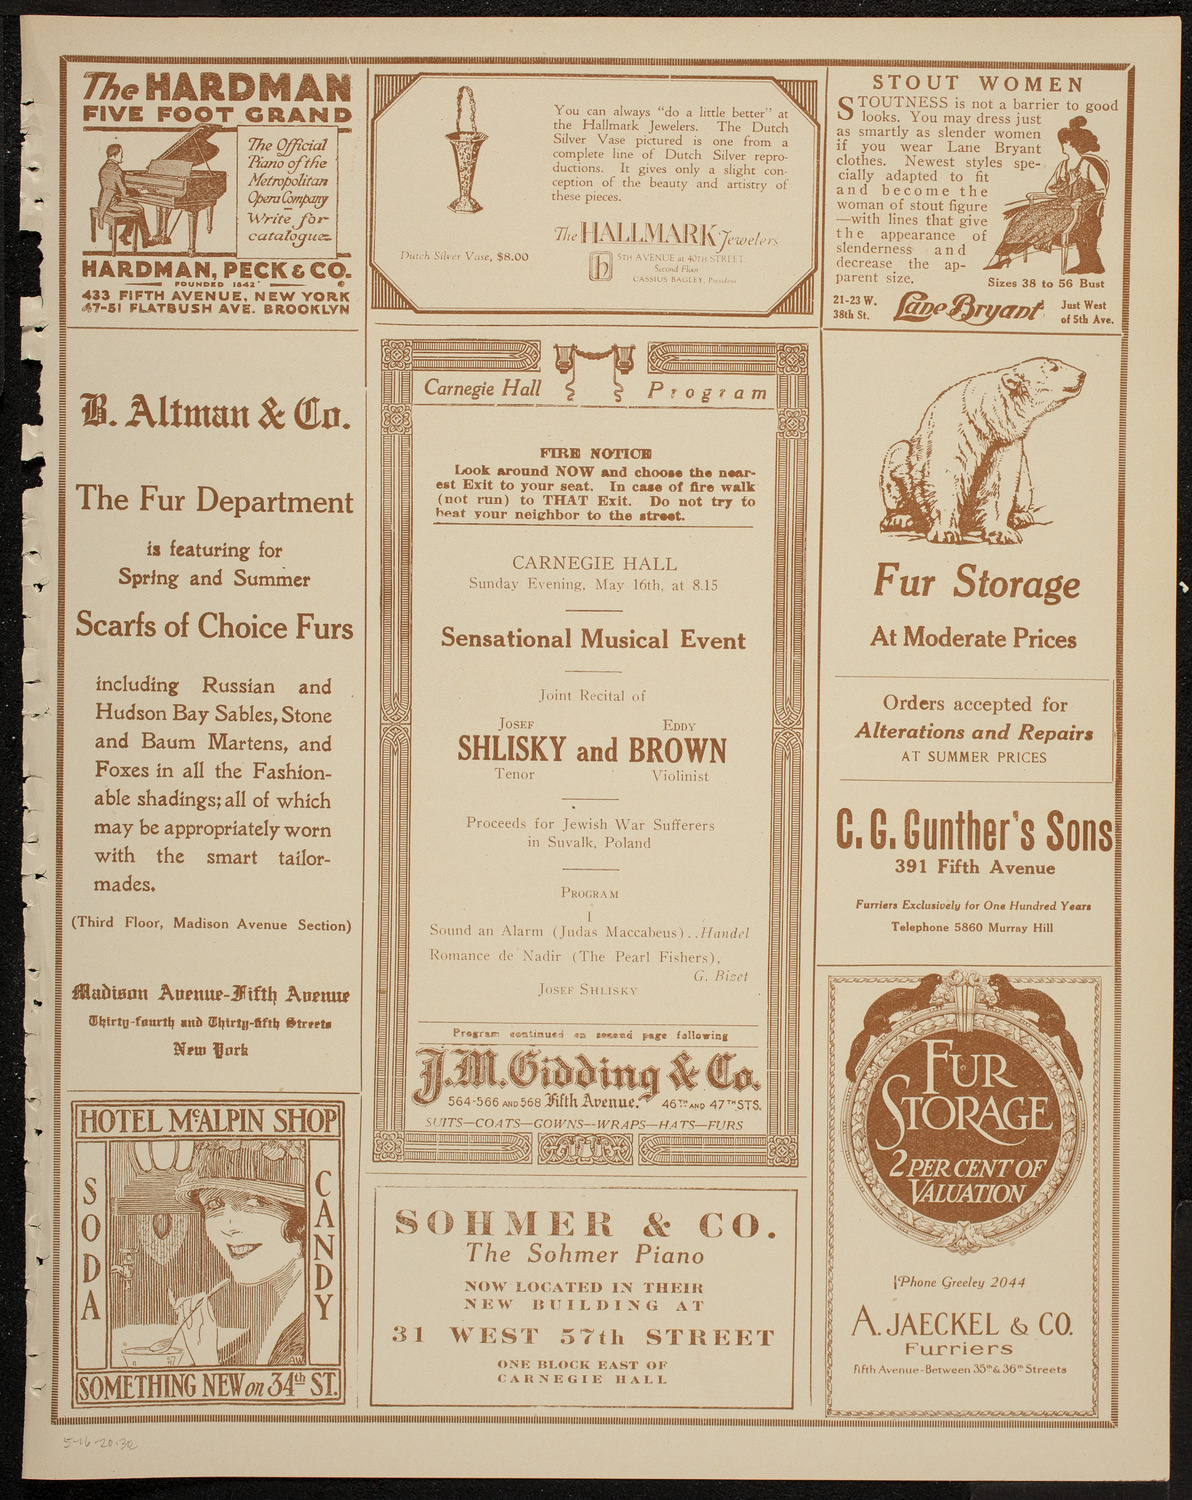 The HARDMAN
FIVE FOOT GRAND
The Official
Piano of the
Metropolitan
Opera Company
Write for
catalogue
HARDMAN, PECK & CO.
FOUNDED 1842
433 FIFTH AVENUE, NEW YORK
47-51 FLATBUSH AVE. BROOKLYN
You can always "do a little better" at
the Hallmark Jewelers. The Dutch
Silver Vase pictured is one from a
complete line of Dutch Silver repro-
ductions. It gives only a slight con-
ception of the beauty and artistry of
these pieces.
Dutch Silver Vase, $8.00
The HALLMARK Jewelers
h
5TH AVENUE at 40TH STREET
Second Floor
CASSIUS BAGLEY, President
STOUT WOMEN
STOUTNESS is not a barrier to good
looks. You may dress just
as smartly as slender women
if you wear Lane Bryant
clothes. Newest styles spe-
cially adapted to fit
and become the
woman of stout figure
—with lines that give
the appearance of
slenderness and
decrease the ap-
parent size.
Sizes 38 to 56 Bust
21-23 W.
38th St.
Lane Bryant
Just West
of 5th Ave.
B. Altman & Co.
The Fur Department
is featuring for
Spring and Summer
Scarfs of Choice Furs
including Russian and
Hudson Bay Sables, Stone
and Baum Martens, and
Foxes in all the Fashion-
able shadings; all of which
may be appropriately worn
with the smart tailor-
mades.
(Third Floor, Madison Avenue Section)
Madison Avenue-Fifth Avenue
Thirty-fourth and Thirty-fifth Streets
New York
HOTEL McALPIN SHOP
SODA
CANDY
SOMETHING NEW on 34th ST.
Carnegie Hall Program
FIRE NOTICE
Look around NOW and choose the near-
est Exit to your seat. In case of fire walk
(not run) to THAT Exit. Do not try to
beat your neighbor to the street.
CARNEGIE HALL
Sunday Evening, May 16th, at 8.15
Sensational Musical Event
Joint Recital of
JOSEF EDDY
SHLISKY and BROWN
Tenor Violinist
Proceeds for Jewish War Sufferers
in Suvalk, Poland
PROGRAM
I
Sound an Alarm (Judas Maccabeus)..Handel
Romance de Nadir (The Pearl Fishers),
G. Bizet
JOSEF SHLISKY
Program continued on second page following
J.M. Gidding & Co.
564-566 AND 568 Fifth Avenue. 46TH AND 47TH STS.
SUITS—COATS—GOWNS—WRAPS—HATS—FURS
SOHMER & CO.
The Sohmer Piano
NOW LOCATED IN THEIR
NEW BUILDING AT
31 WEST 57th STREET
ONE BLOCK EAST OF
CARNEGIE HALL
Fur Storage
At Moderate Prices
Orders accepted for
Alterations and Repairs
AT SUMMER PRICES
C. G. Gunther's Sons
391 Fifth Avenue
Furriers Exclusively for One Hundred Years
Telephone 5860 Murray Hill
FUR
STORAGE
2 PER CENT OF
VALUATION
'Phone Greeley 2044
A. JAECKEL & CO.
Furriers
Fifth Avenue-Between 35th & 36th Streets
5-16-20